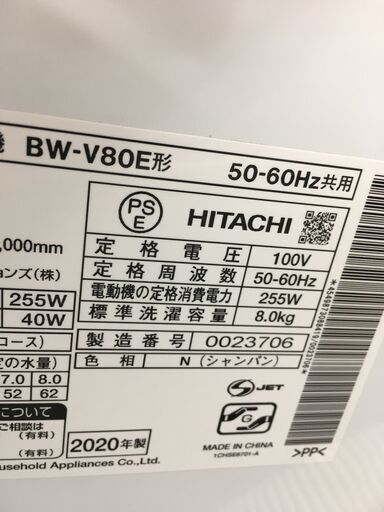 機 BW-V80E形 50-60Hz共用
PS
E
HITACHI
,000mm
定格電圧 100V
ョンズ(株)
定格周波数 50-60Hz
255W
電動機の定格消費電力 255W
40W
標準洗濯容量 8.0kg
コース)
製造番号 0023706
定の水量)
色相 N (シャンパン)
7.0 8.0
52 62
について
ご相談は
(有料)
(有料)
2020年製
JET
G
MADE IN CHINA
1CHSE6701-A
>PP<
ousehold Appliances Co.,Ltd.